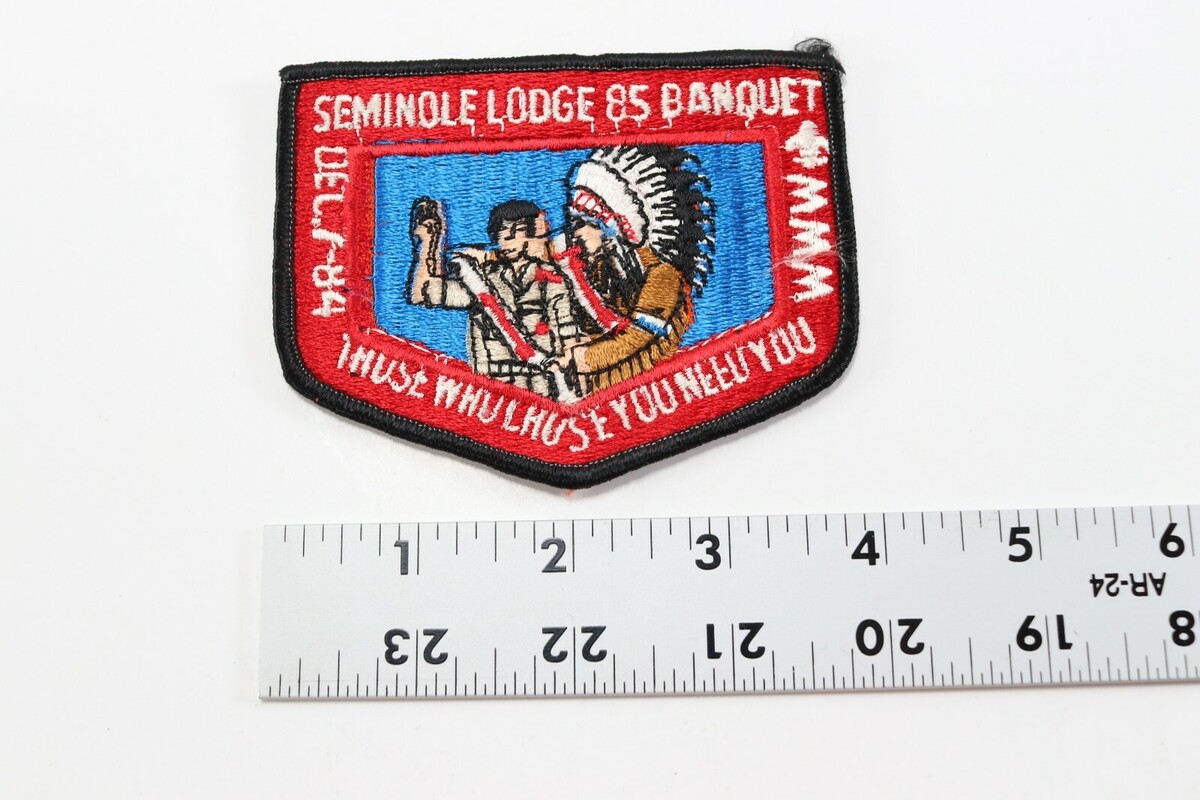 SEMINOLE LODGE 85 BANQUET
DEC. 7-84
WWW
THOSE WHO CHOSE YOU NEED YOU
1 2 3 4 5 6
AR-24
23 22 21 20 19 18